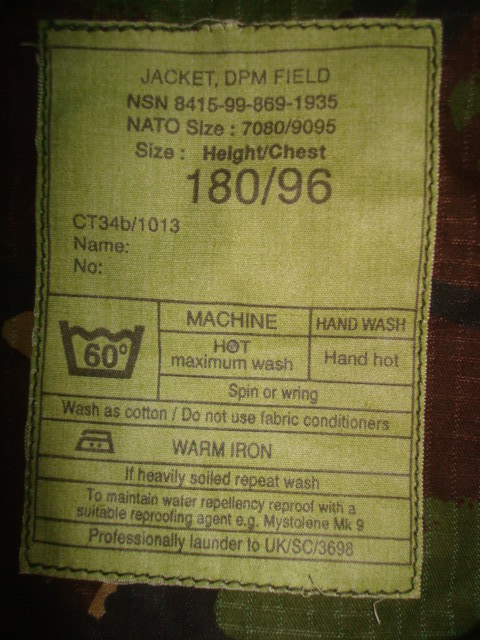 JACKET, DPM FIELD
NSN 8415-99-869-1935
NATO Size : 7080/9095
Size : Height/Chest
180/96
CT34b/1013
Name:
No:
60°
MACHINE
HAND WASH
HOT
maximum wash
Hand hot
Spin or wring
Wash as cotton / Do not use fabric conditioners
WARM IRON
If heavily soiled repeat wash
To maintain water repellency reproof with a
suitable reproofing agent e.g. Mystolene Mk 9
Professionally launder to UK/SC/3698